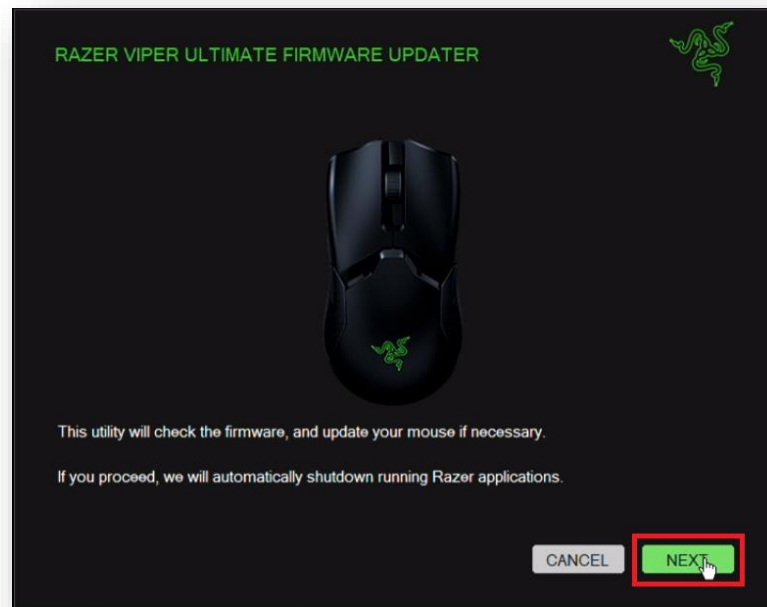 RAZER VIPER ULTIMATE FIRMWARE UPDATER
This utility will check the firmware, and update your mouse if necessary.
If you proceed, we will automatically shutdown running Razer applications.
CANCEL
NEXT